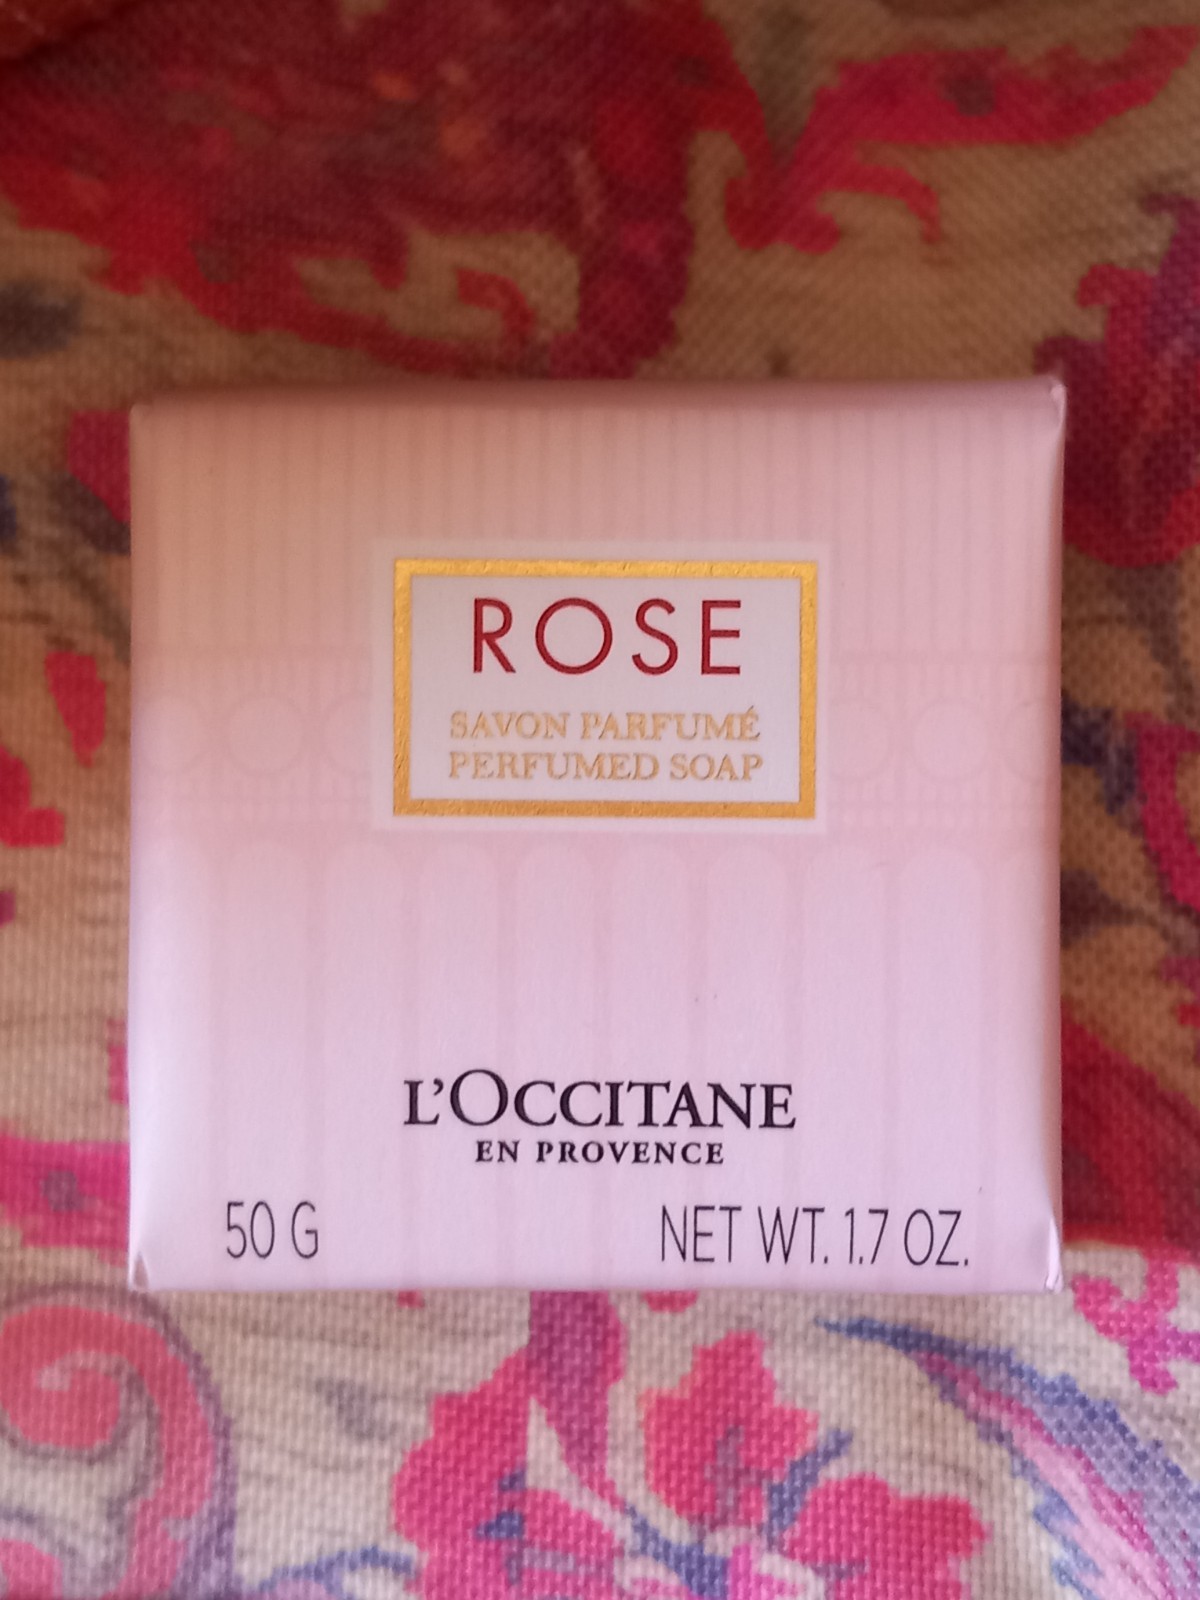 ROSE
SAVON PARFUMÉ
PERFUMED SOAP
L'OCCITANE
EN PROVENCE
50 G NET WT. 1.7 OZ.